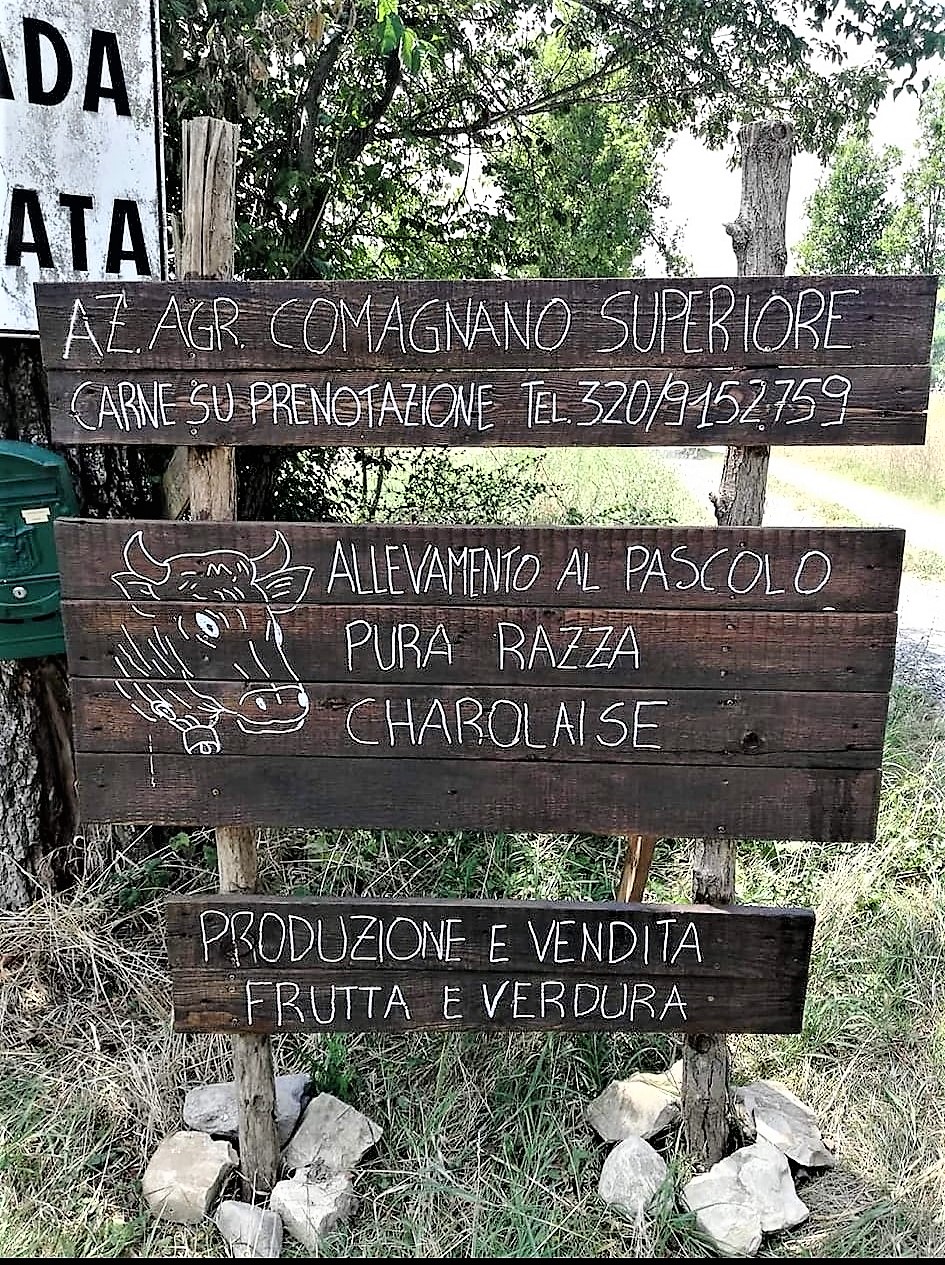 ADA
ATA
AZ. AGR. COMAGNANO SUPERIORE
CARNE SU PRENOTAZIONE TEL. 320/9152759
ALLEVAMENTO AL PASCOLO
PURA RAZZA
CHAROLAISE
PRODUZIONE E VENDITA
FRUTTA E VERDURA